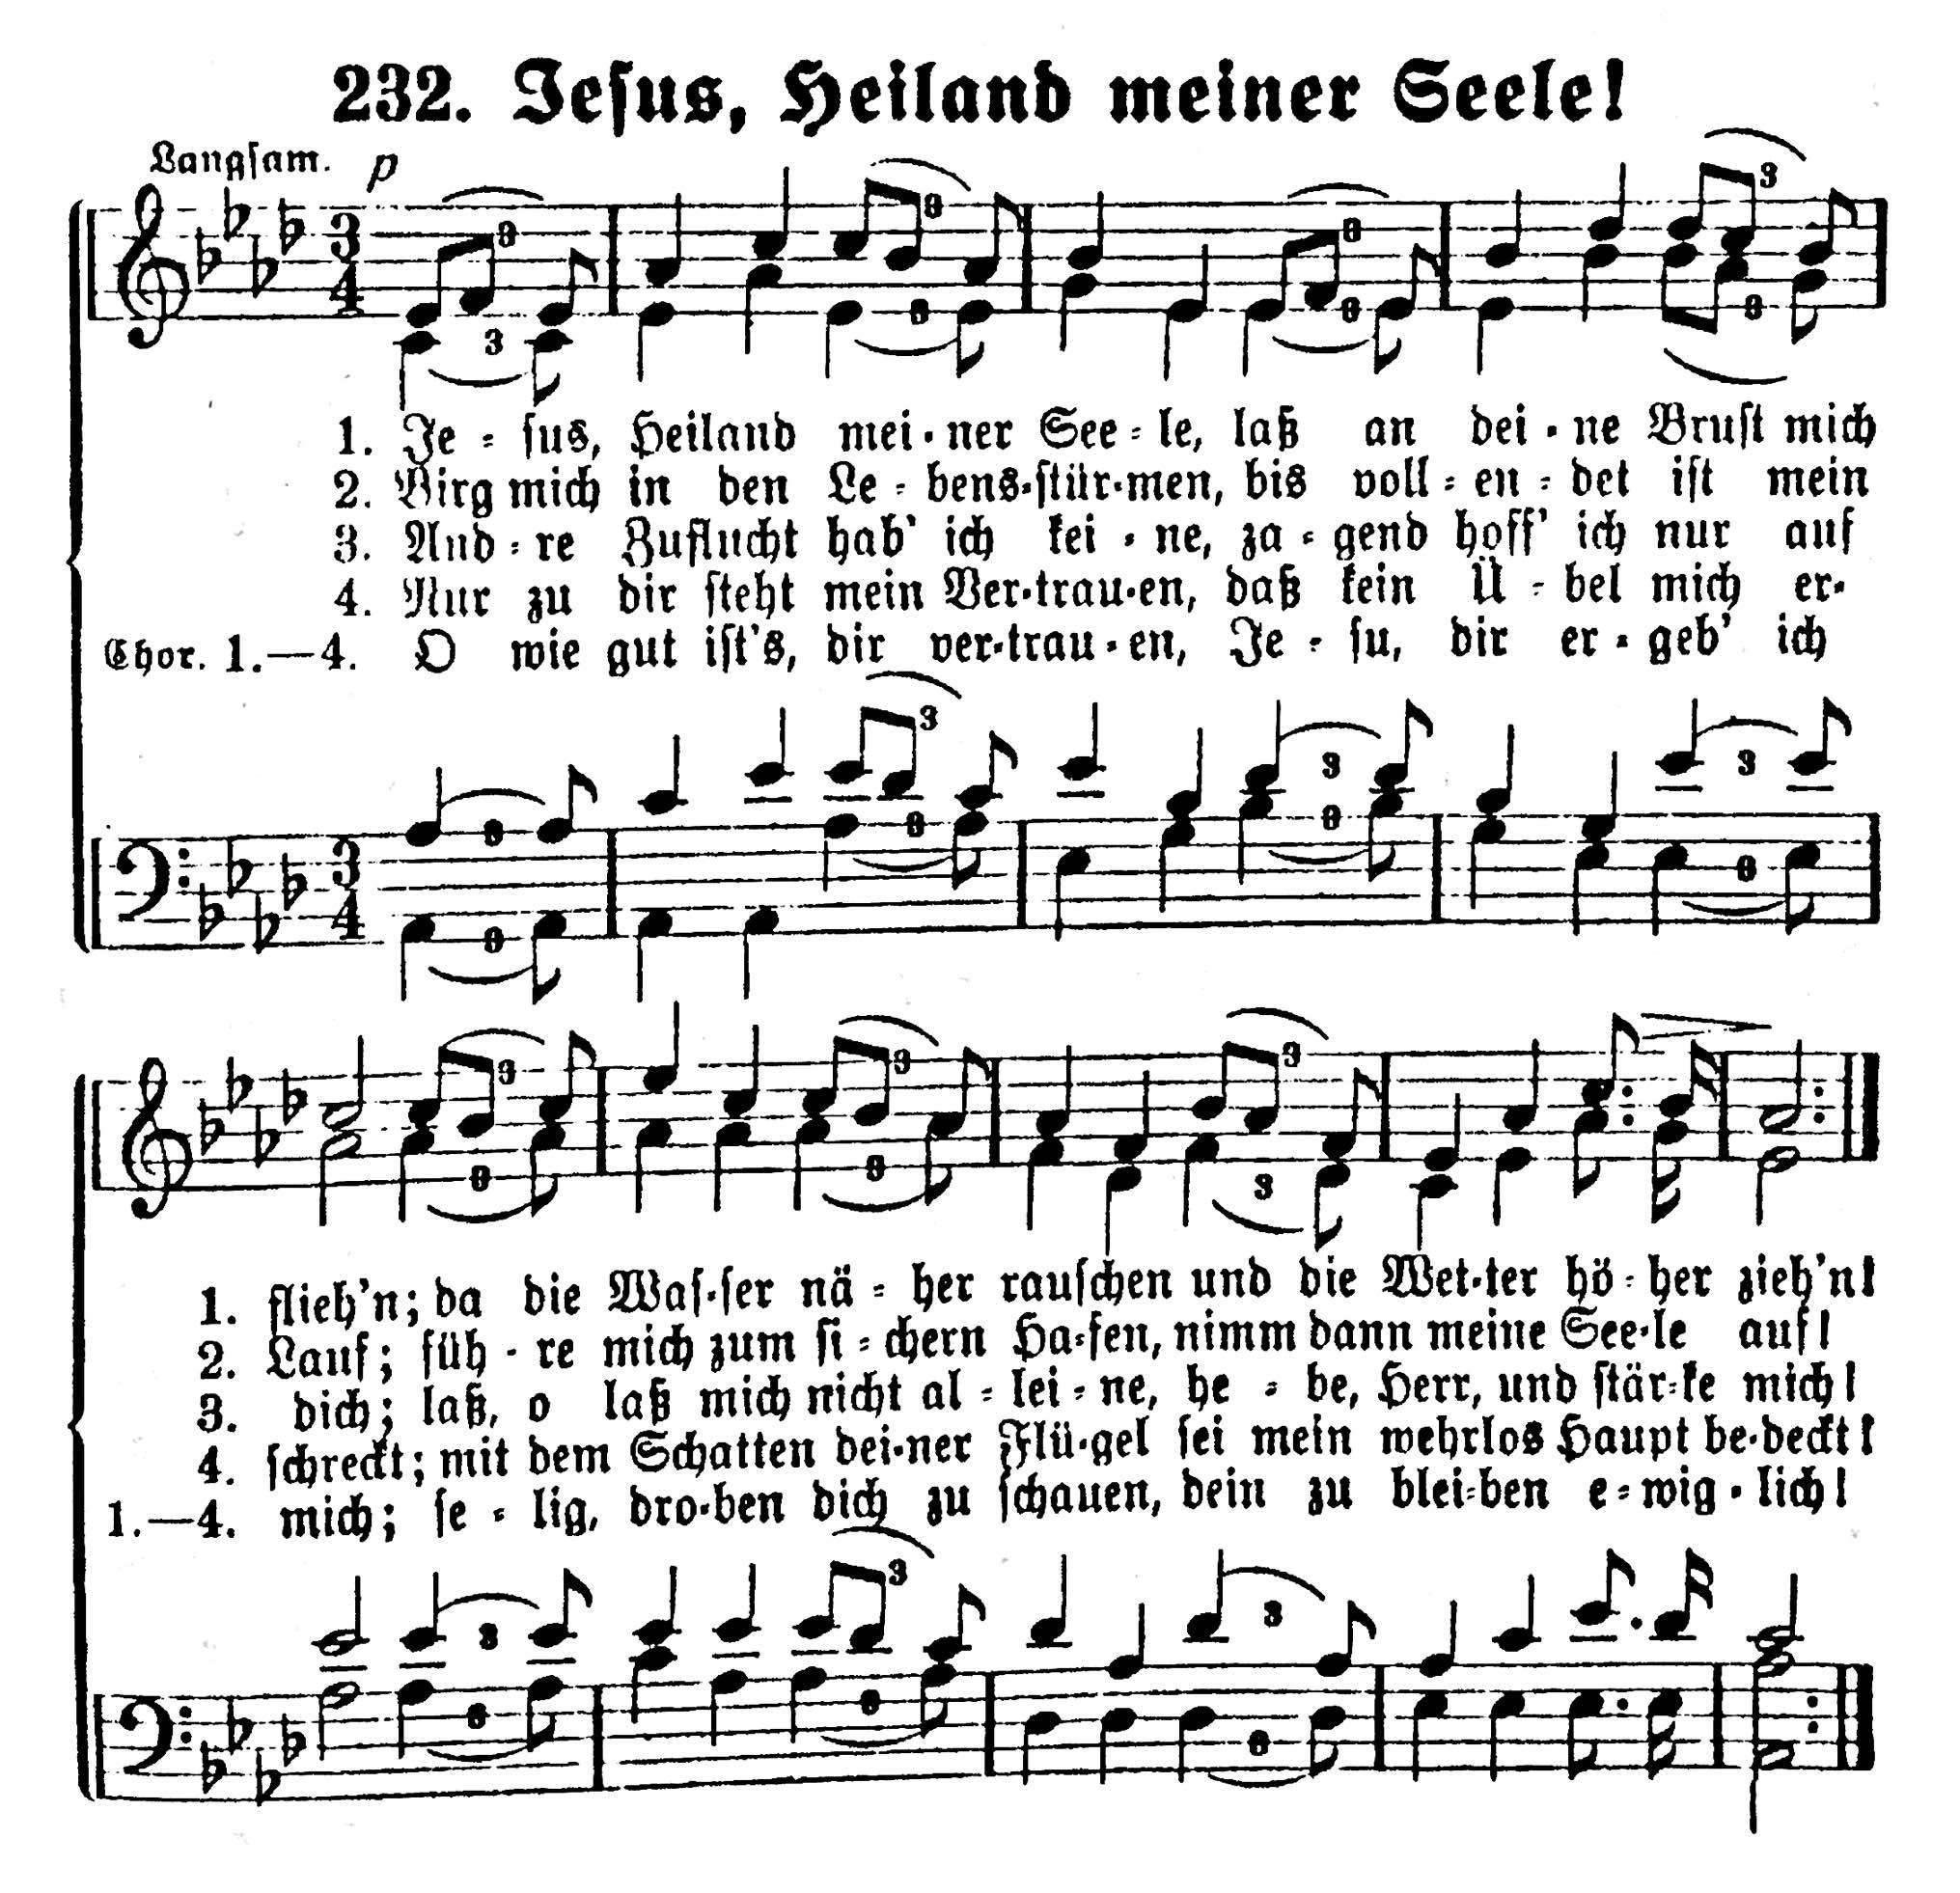 232. Jesus, Heiland meiner Seele!
Langsam. p
1. Je - sus, Heiland mei-ner See-le, laß an dei-ne Brust mich
2. Birg mich in den Le-bens-stür-men, bis voll-en-det ist mein
3. And-re Zuflucht hab' ich kei-ne, za-gend hoff' ich nur auf
4. Nur zu dir steht mein Ver-trau-en, daß kein Ü-bel mich er-
Chor. 1.—4. O wie gut ist's, dir ver-trau-en, Je-su, dir er-geb' ich
1. flieh'n; da die Was-ser nä-her rauschen und die Wet-ter hö-her zieh'n!
2. Lauf; füh-re mich zum si-chern Ha-fen, nimm dann meine See-le auf!
3. dich; laß, o laß mich nicht al-lei-ne, he-be, Herr, und stär-ke mich!
4. schreckt; mit dem Schatten dei-ner Flü-gel sei mein wehrlos Haupt be-deckt!
1.—4. mich; se-lig, dro-ben dich zu schauen, dein zu blei-ben e-wig-lich!